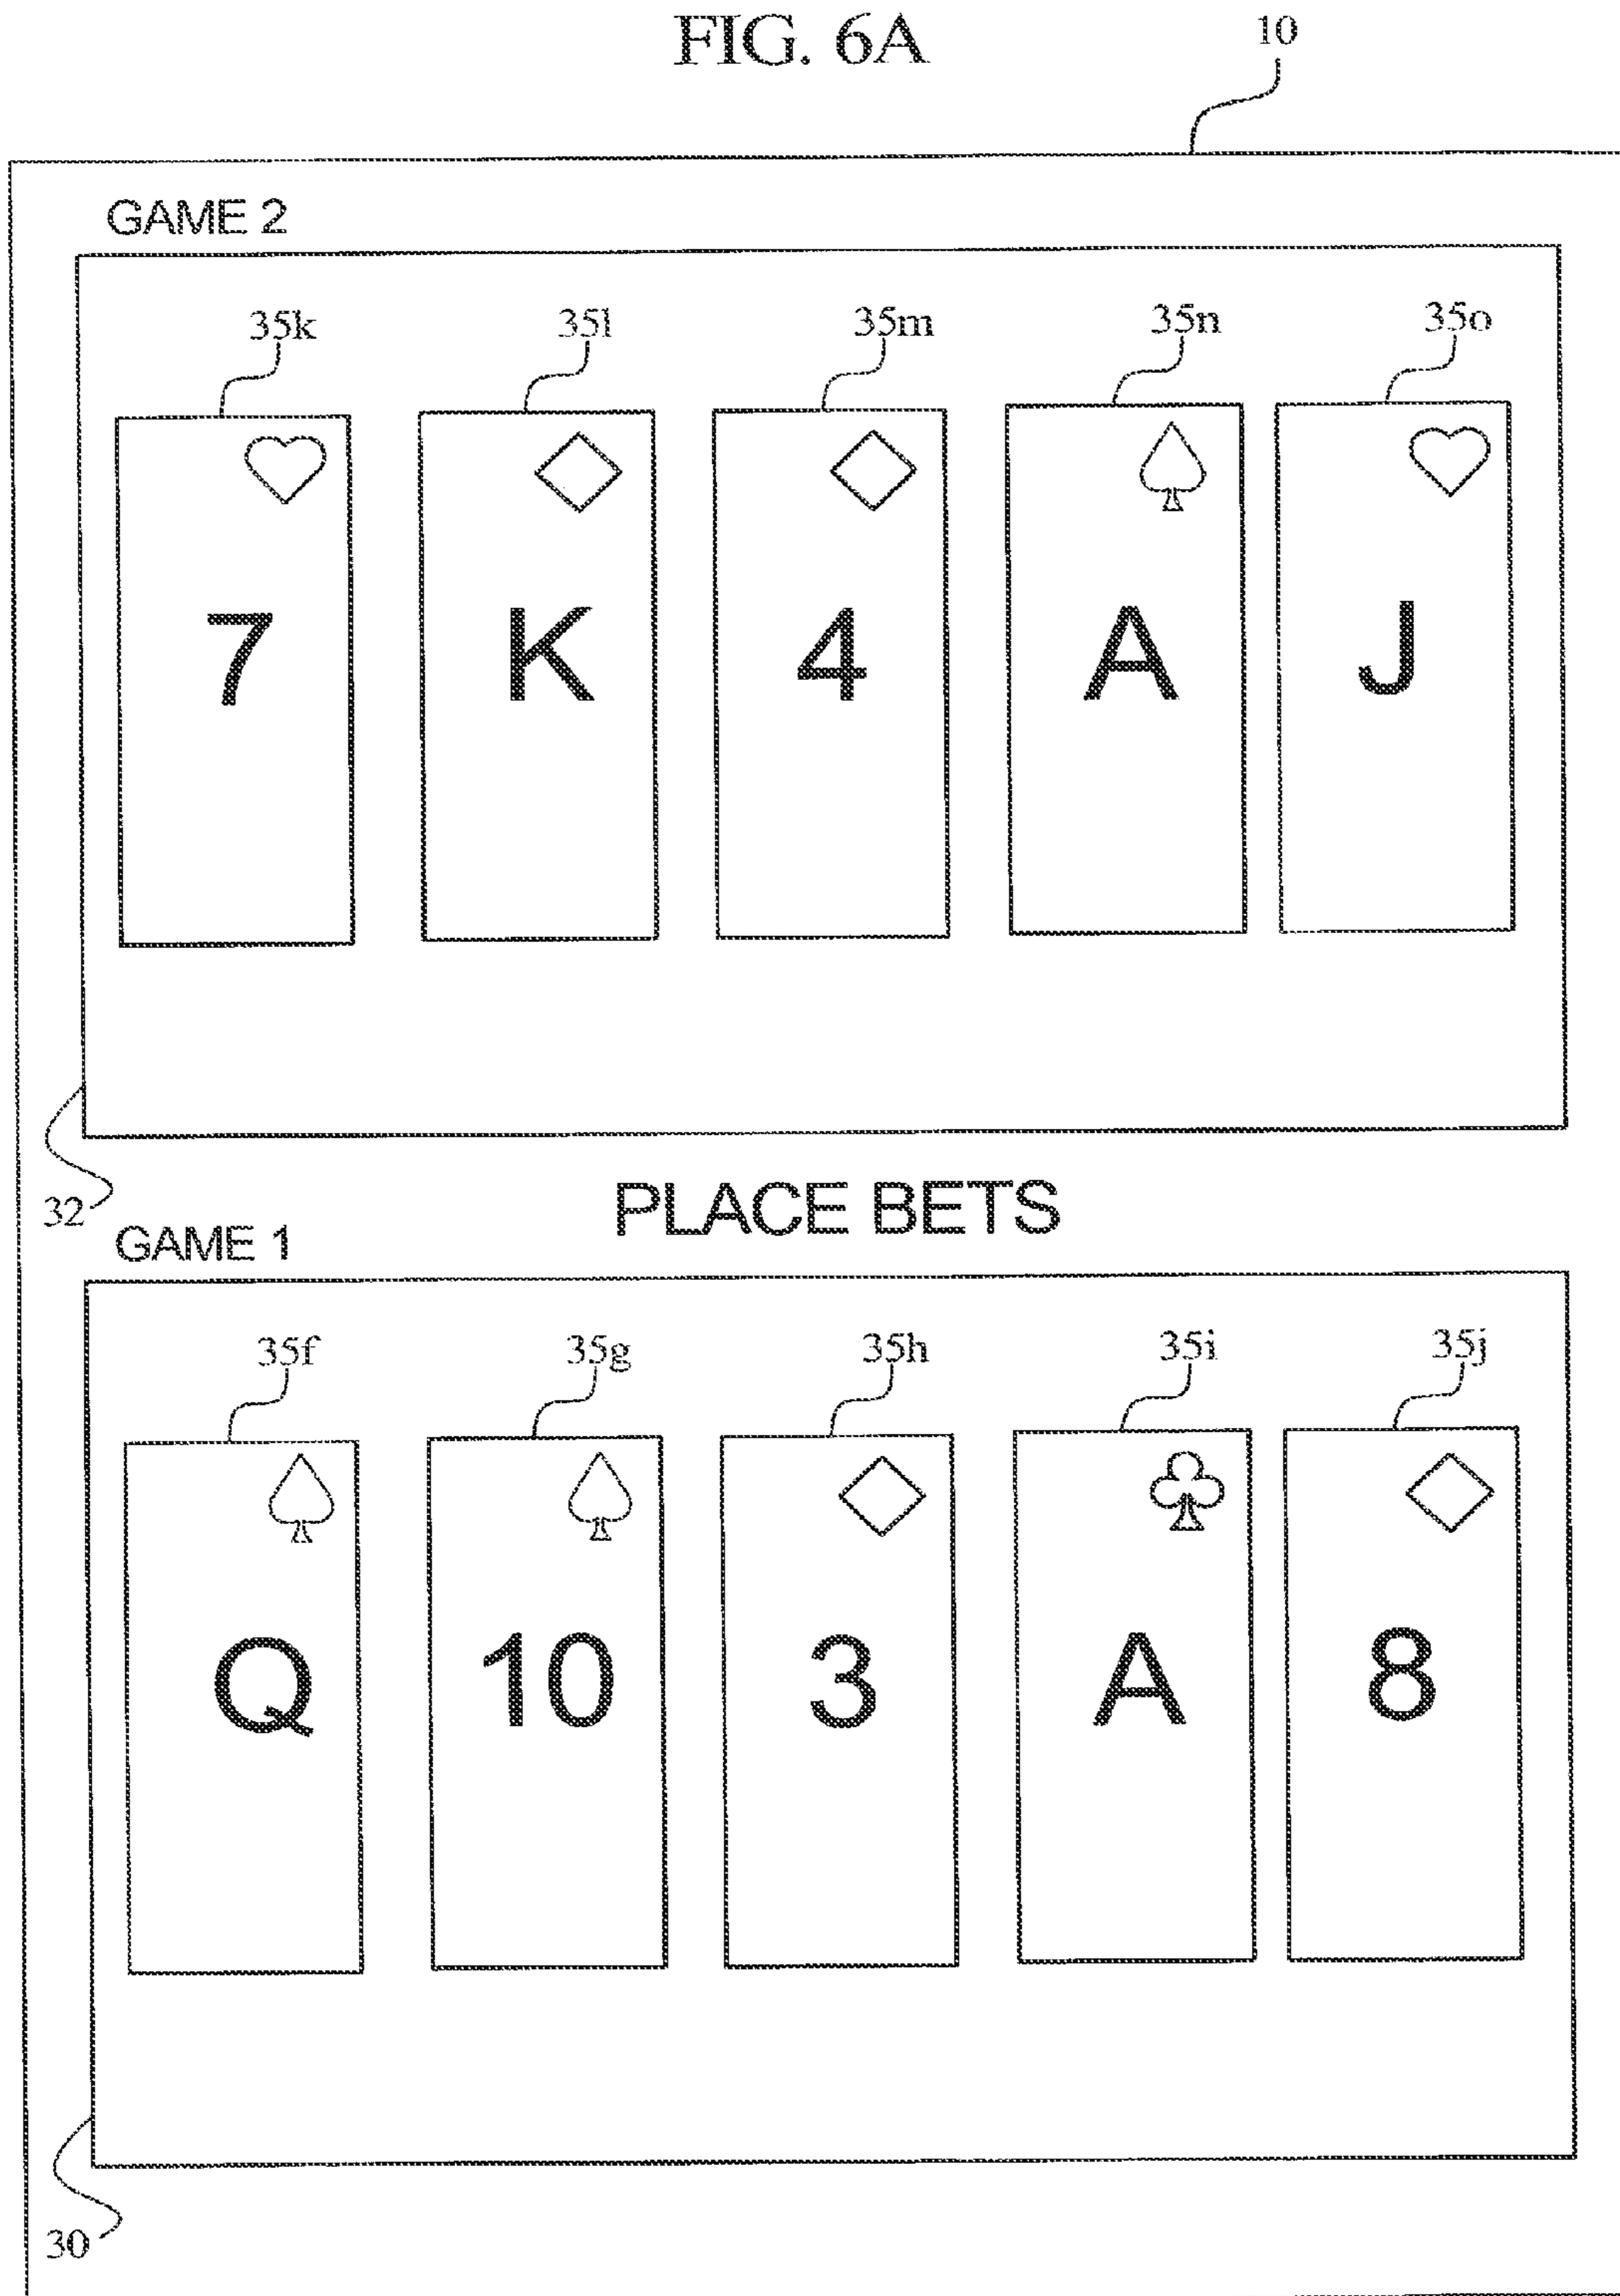 FIG. 6A
10
GAME 2
35k 35l 35m 35n 35o
7 K 4 A J
32
PLACE BETS
GAME 1
35f 35g 35h 35i 35j
Q 10 3 A 8
30